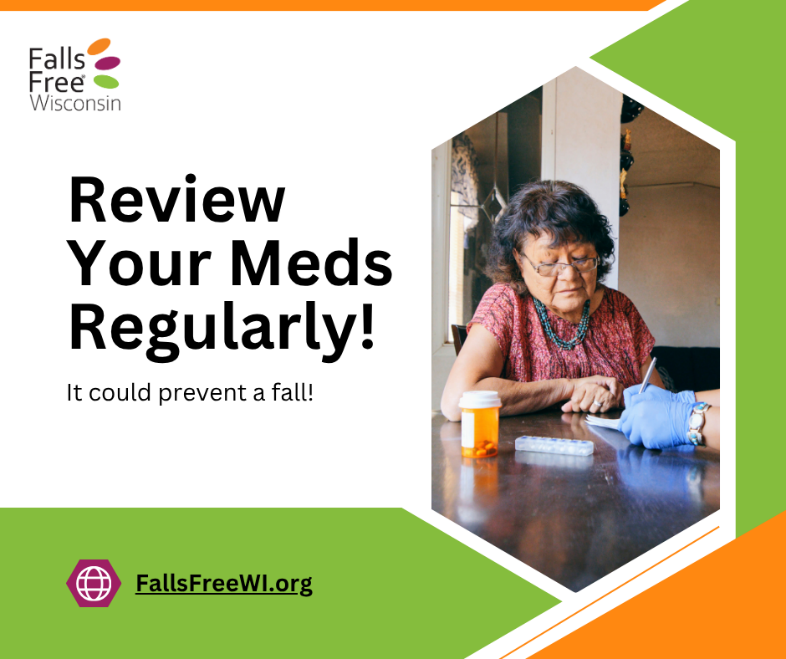 Falls
Free®
Wisconsin
Review
Your Meds
Regularly!
It could prevent a fall!
FallsFreeWI.org